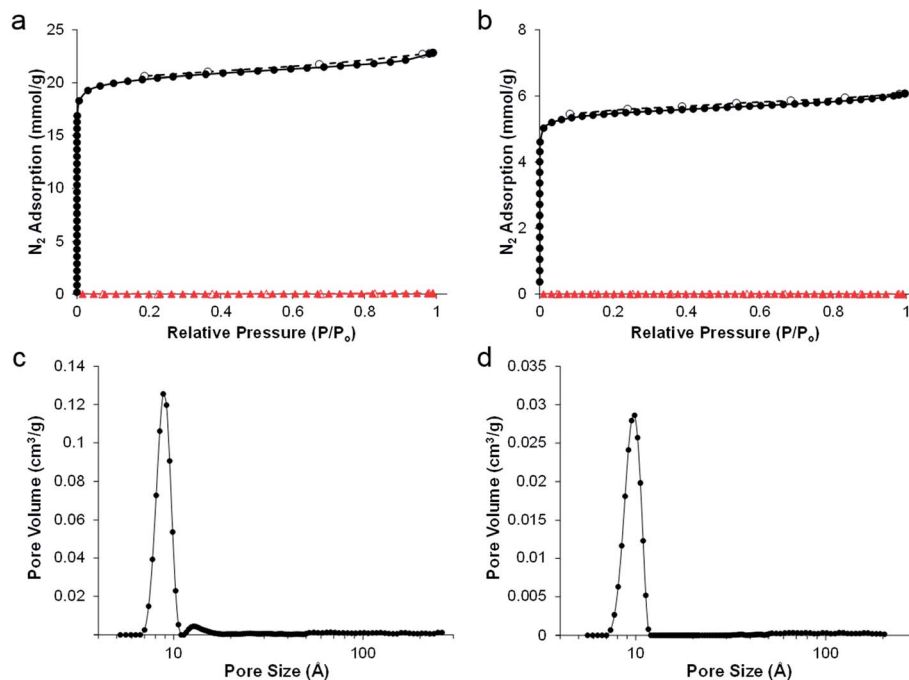 a
b
25
20
15
10
5
0
N₂ Adsorption (mmol/g)
0 0.2 0.4 0.6 0.8 1
Relative Pressure (P/Pₒ)
8
6
4
2
0
N₂ Adsorption (mmol/g)
0 0.2 0.4 0.6 0.8 1
Relative Pressure (P/Pₒ)
c
d
0.14
0.12
0.1
0.08
0.06
0.04
0.02
Pore Volume (cm³/g)
10 100
Pore Size (Å)
0.035
0.03
0.025
0.02
0.015
0.01
0.005
0
Pore Volume (cm³/g)
10 100
Pore Size (Å)